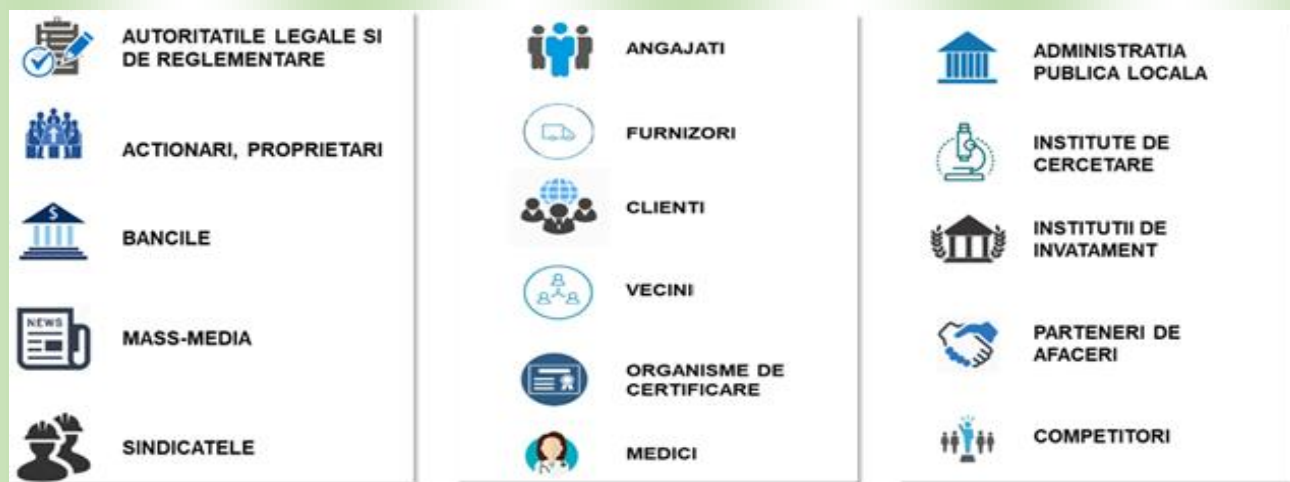 AUTORITATILE LEGALE SI
DE REGLEMENTARE
ACTIONARI, PROPRIETARI
$
BANCILE
NEWS
MASS-MEDIA
SINDICATELE
ANGAJATI
FURNIZORI
CLIENTI
VECINI
ORGANISME DE
CERTIFICARE
MEDICI
ADMINISTRATIA
PUBLICA LOCALA
INSTITUTE DE
CERCETARE
INSTITUTII DE
INVATAMENT
PARTENERI DE
AFACERI
COMPETITORI